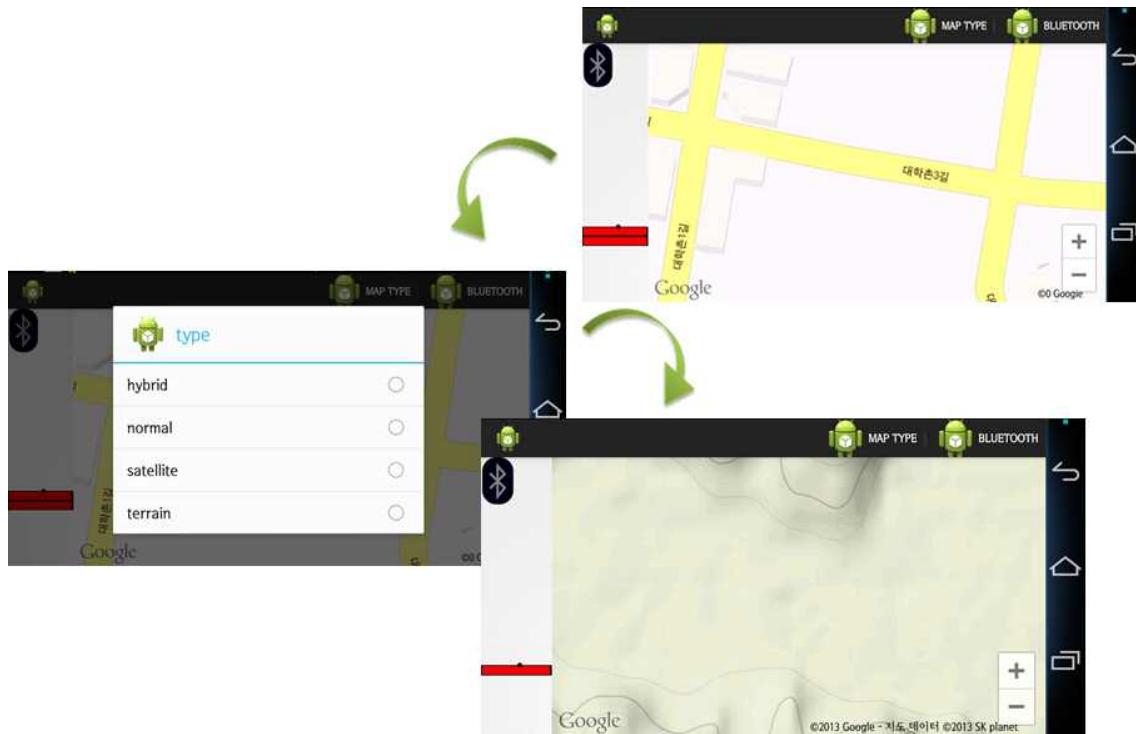 MAP TYPE
BLUETOOTH
대학촌3길
대학촌1길
Google
©0 Google
MAP TYPE
BLUETOOTH
type
hybrid
normal
satellite
terrain
Google
MAP TYPE
BLUETOOTH
Google
©2013 Google - 지도 데이터 ©2013 SK planet